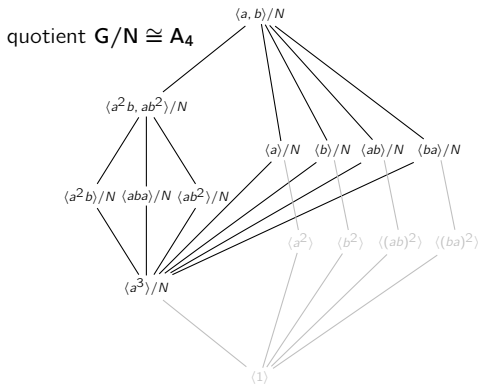 ⟨a, b⟩/N
quotient G/N ≅ A₄
⟨a²b, ab²⟩/N
⟨a⟩/N ⟨b⟩/N ⟨ab⟩/N ⟨ba⟩/N
⟨a²b⟩/N ⟨aba⟩/N ⟨ab²⟩/N
⟨a²⟩ ⟨b²⟩ ⟨(ab)²⟩ ⟨(ba)²⟩
⟨a³⟩/N
⟨1⟩